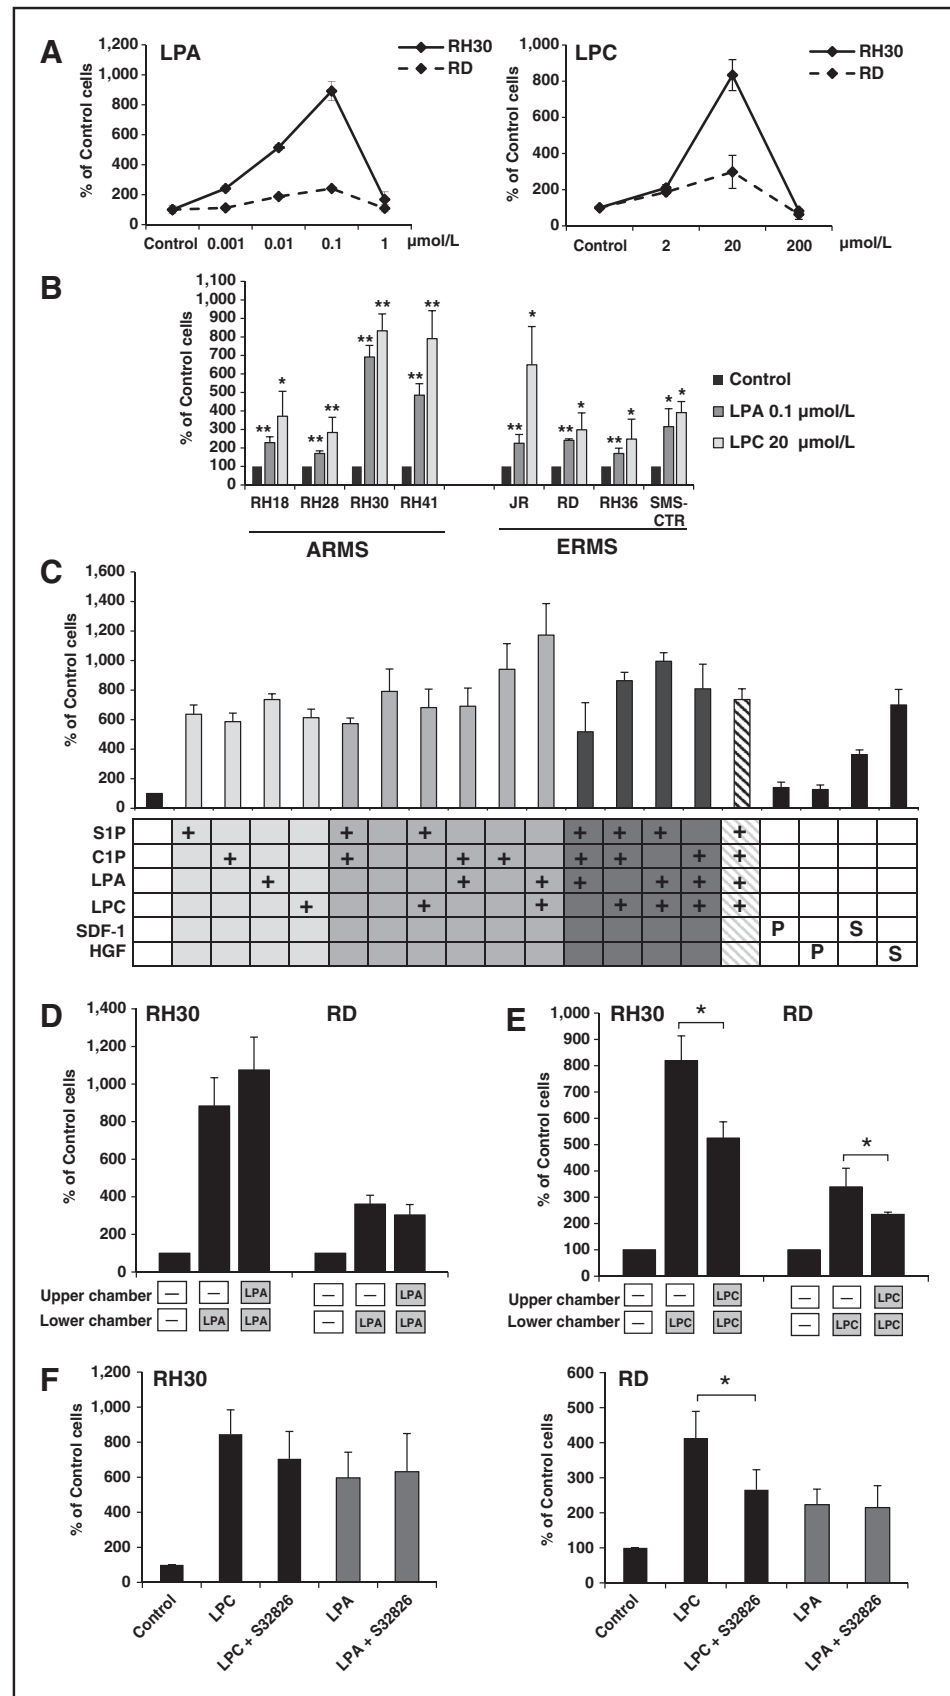 A
LPA
1,200
1,000
800
600
400
200
0
% of Control cells
Control 0.001 0.01 0.1 1 µmol/L
RH30
RD
LPC
1,000
800
600
400
200
0
% of Control cells
Control 2 20 200 µmol/L
RH30
RD
B
1,100
1,000
900
800
700
600
500
400
300
200
100
0
% of Control cells
** * ** ** ** ** ** **
** * ** * ** * * *
RH18 RH28 RH30 RH41 JR RD RH36 SMS-
CTR
ARMS ERMS
Control
LPA 0.1 µmol/L
LPC 20 µmol/L
C
1,600
1,400
1,200
1,000
800
600
400
200
0
% of Control cells
S1P + + + + + + +
C1P + + + + + + + +
LPA + + + + + + +
LPC + + + + + + +
SDF-1 P S
HGF P S
D
RH30 RD
1,400
1,200
1,000
800
600
400
200
0
% of Control cells
Upper chamber — — LPA — — LPA
Lower chamber — LPA LPA — LPA LPA
E
RH30 * RD
*
1,000
900
800
700
600
500
400
300
200
100
0
% of Control cells
Upper chamber — — LPC — — LPC
Lower chamber — LPC LPC — LPC LPC
F
RH30
1,200
1,000
800
600
400
200
0
% of Control cells
Control
LPC
LPC + S32826
LPA
LPA + S32826
RD
*
600
500
400
300
200
100
0
% of Control cells
Control
LPC
LPC + S32826
LPA
LPA + S32826